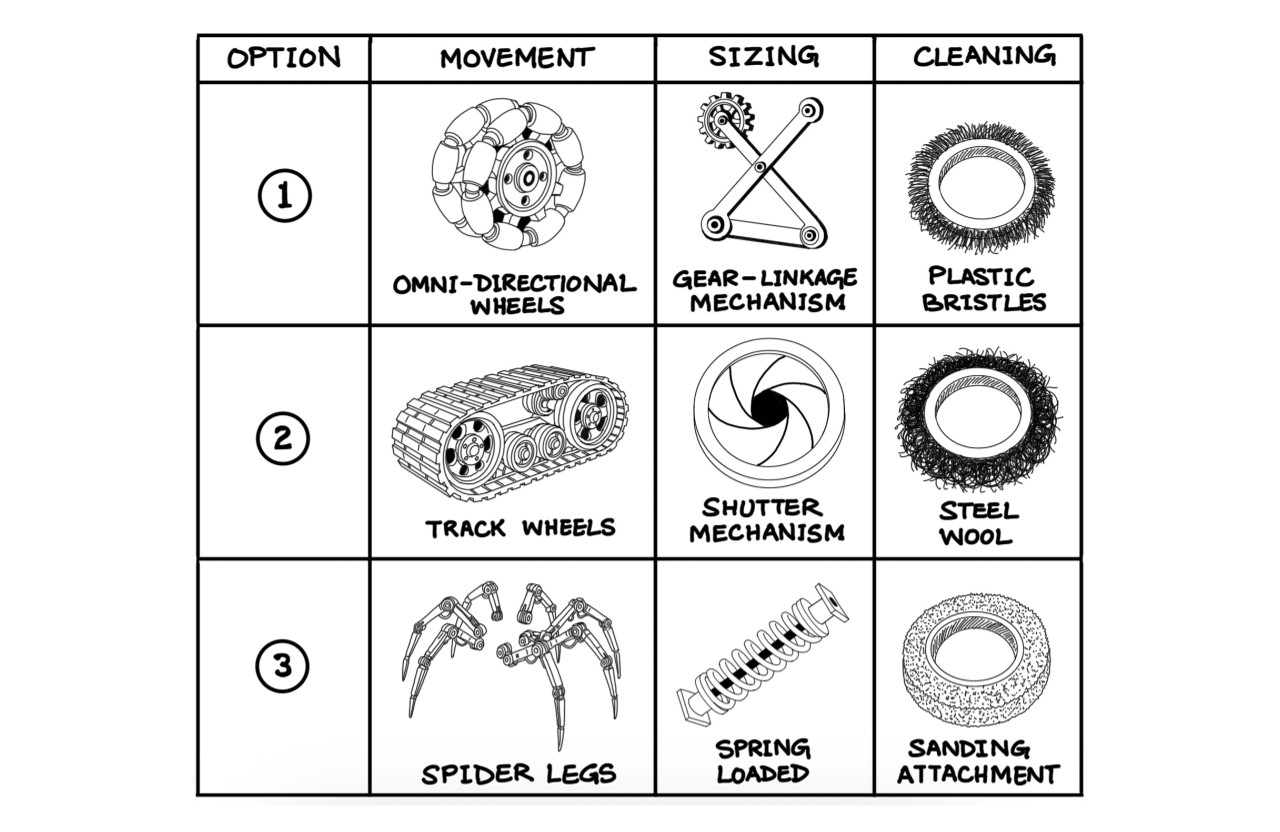 OPTION MOVEMENT SIZING CLEANING
1
OMNI-DIRECTIONAL
WHEELS
GEAR-LINKAGE
MECHANISM
PLASTIC
BRISTLES
2
TRACK WHEELS
SHUTTER
MECHANISM
STEEL
WOOL
3
SPIDER LEGS
SPRING
LOADED
SANDING
ATTACHMENT